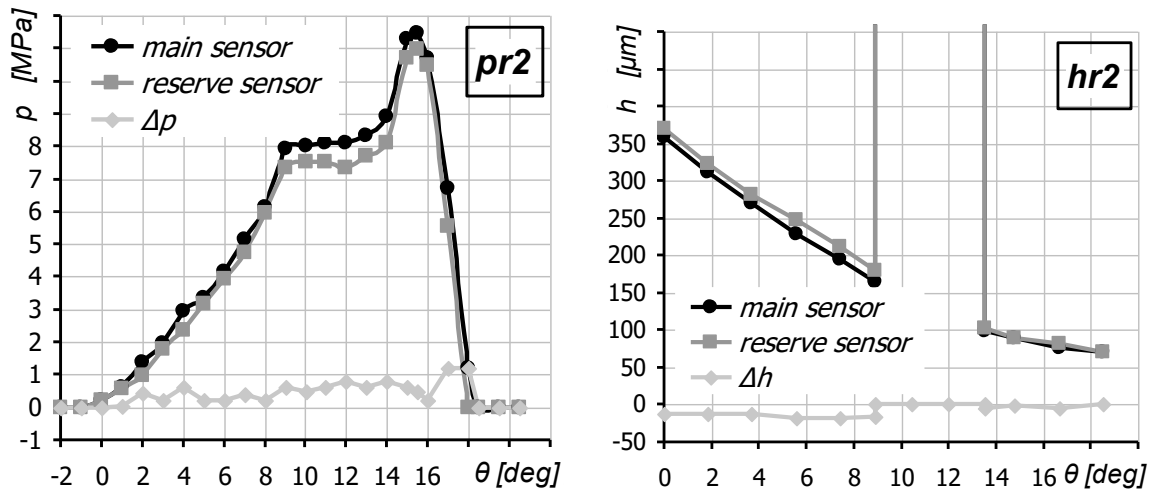 p [MPa]
main sensor
reserve sensor
Δp
pr2
8
7
6
5
4
3
2
1
0
-1
-2 0 2 4 6 8 10 12 14 16 θ [deg]
h [μm]
hr2
350
300
250
200
150
100
50
0
-50
main sensor
reserve sensor
Δh
0 2 4 6 8 10 12 14 16 θ [deg]